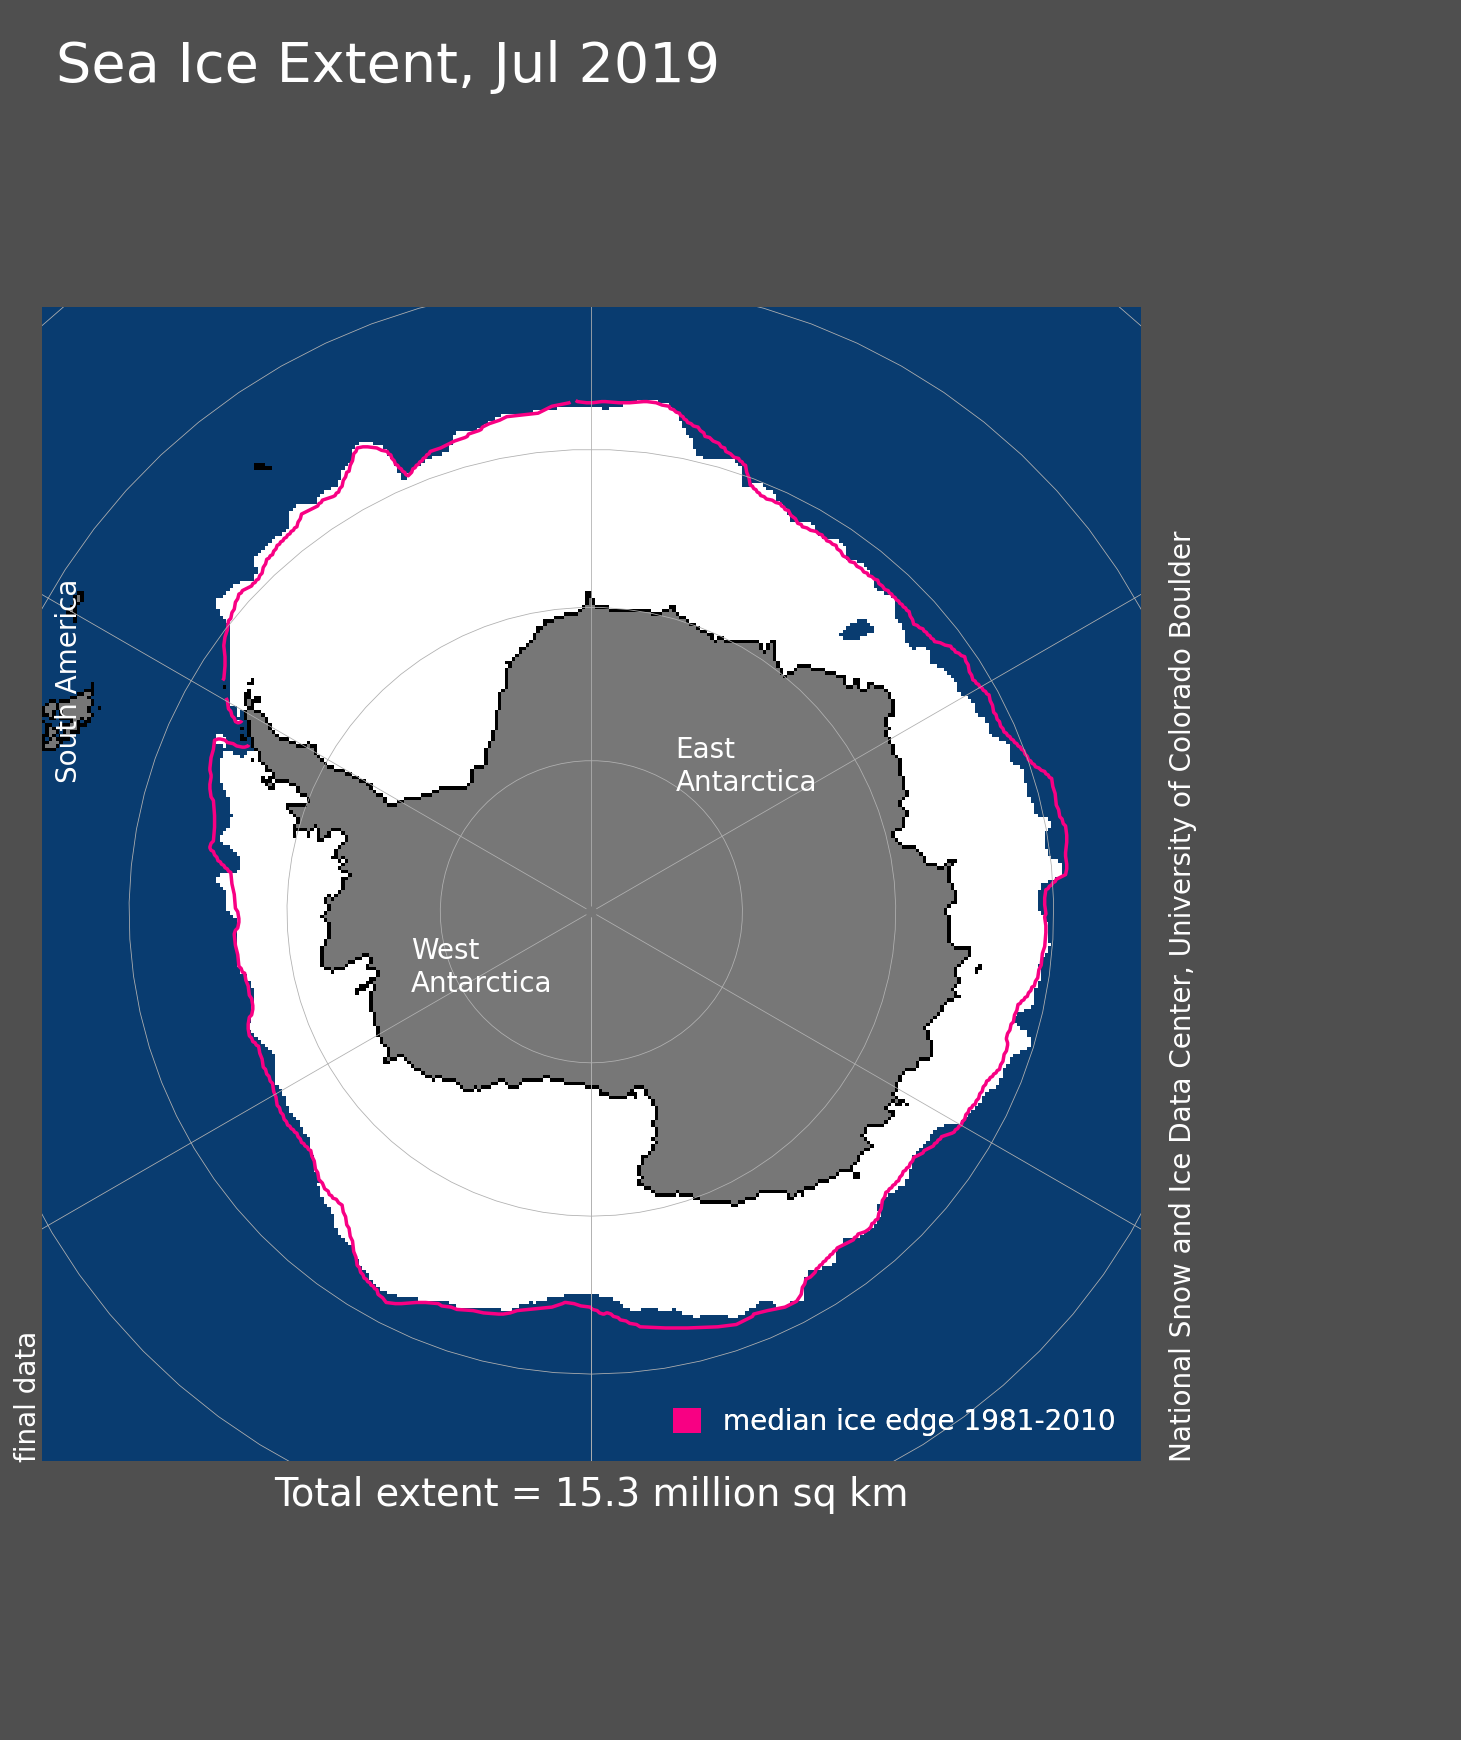 Sea Ice Extent, Jul 2019
South America
East
Antarctica
West
Antarctica
median ice edge 1981-2010
final data
National Snow and Ice Data Center, University of Colorado Boulder
Total extent = 15.3 million sq km